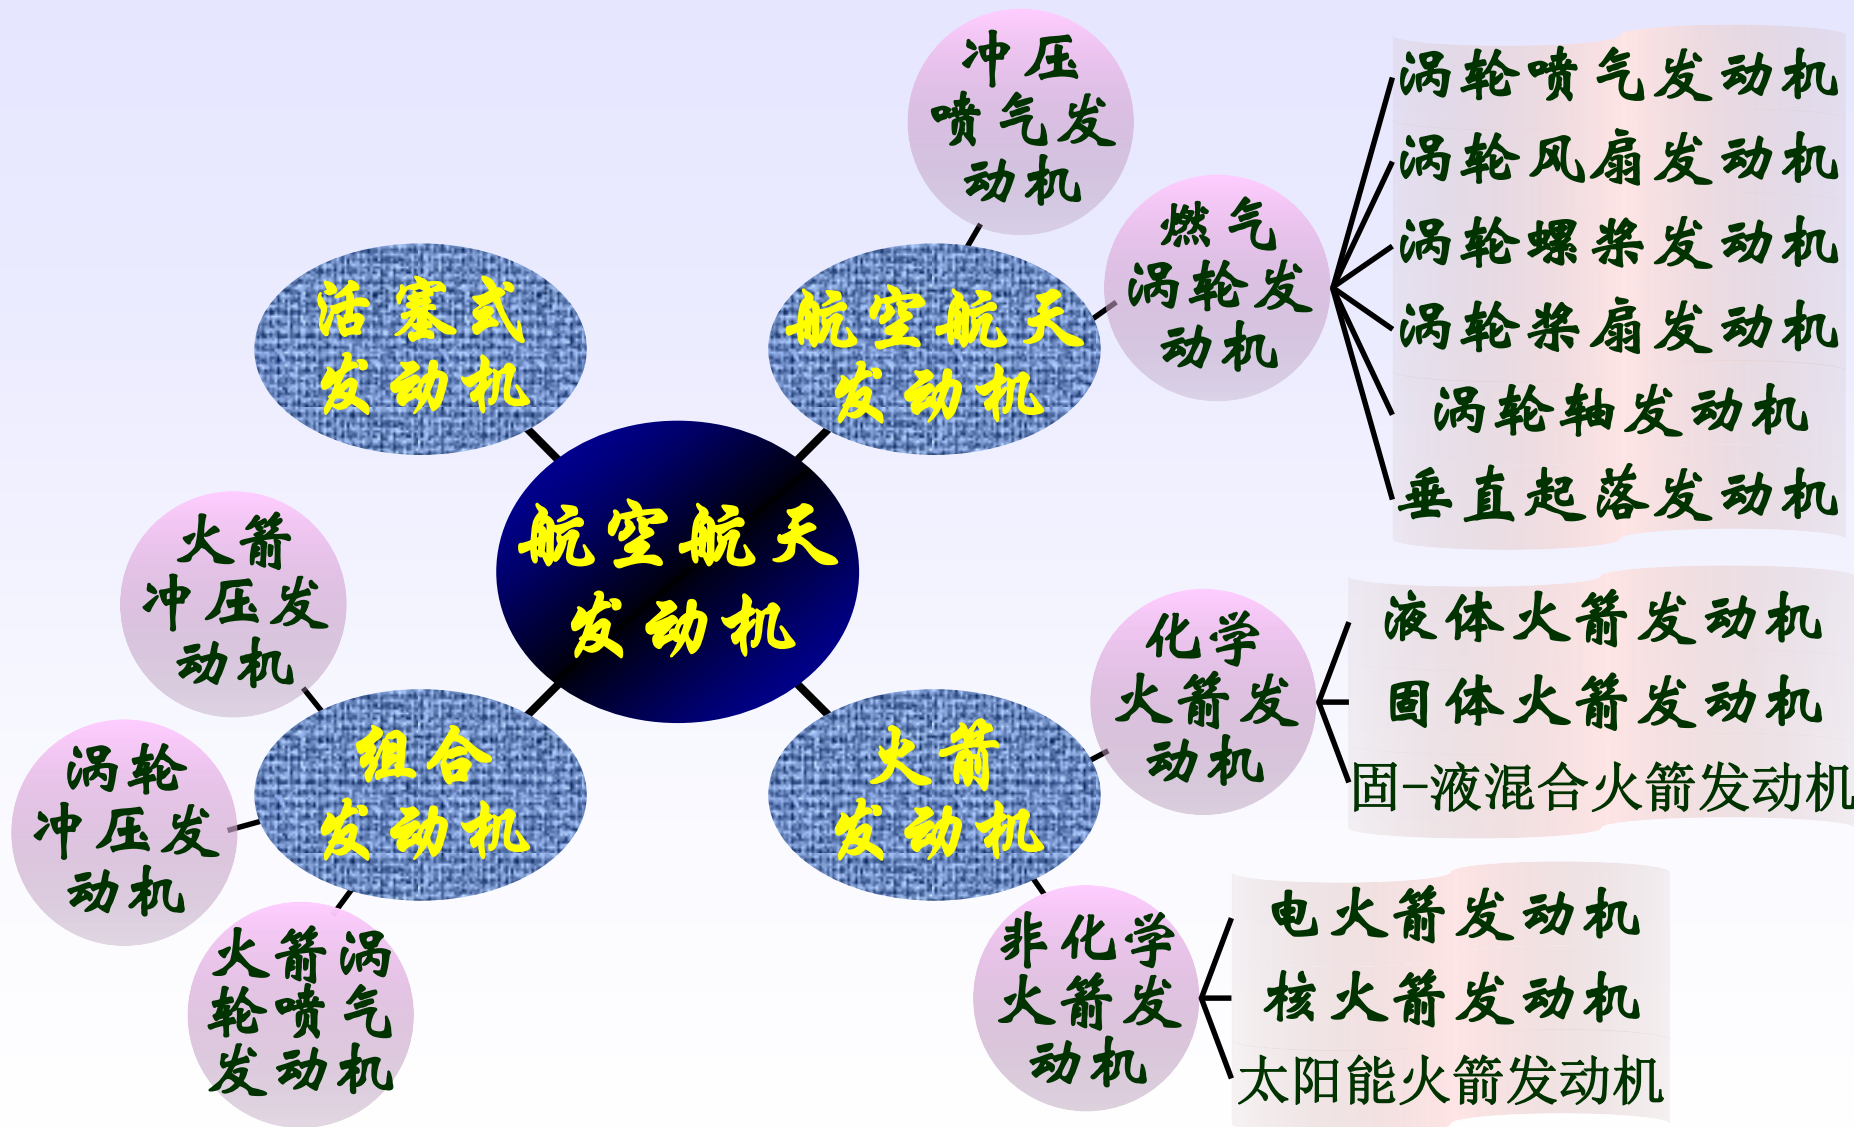 冲压
喷气发
动机
燃气
涡轮发
动机
涡轮喷气发动机
涡轮风扇发动机
涡轮螺桨发动机
涡轮桨扇发动机
涡轮轴发动机
垂直起落发动机
活塞式
发动机
航空航天
发动机
航空航天
发动机
火箭
冲压发
动机
涡轮
冲压发
动机
火箭涡
轮喷气
发动机
组合
发动机
火箭
发动机
化学
火箭发
动机
液体火箭发动机
固体火箭发动机
固-液混合火箭发动机
非化学
火箭发
动机
电火箭发动机
核火箭发动机
太阳能火箭发动机